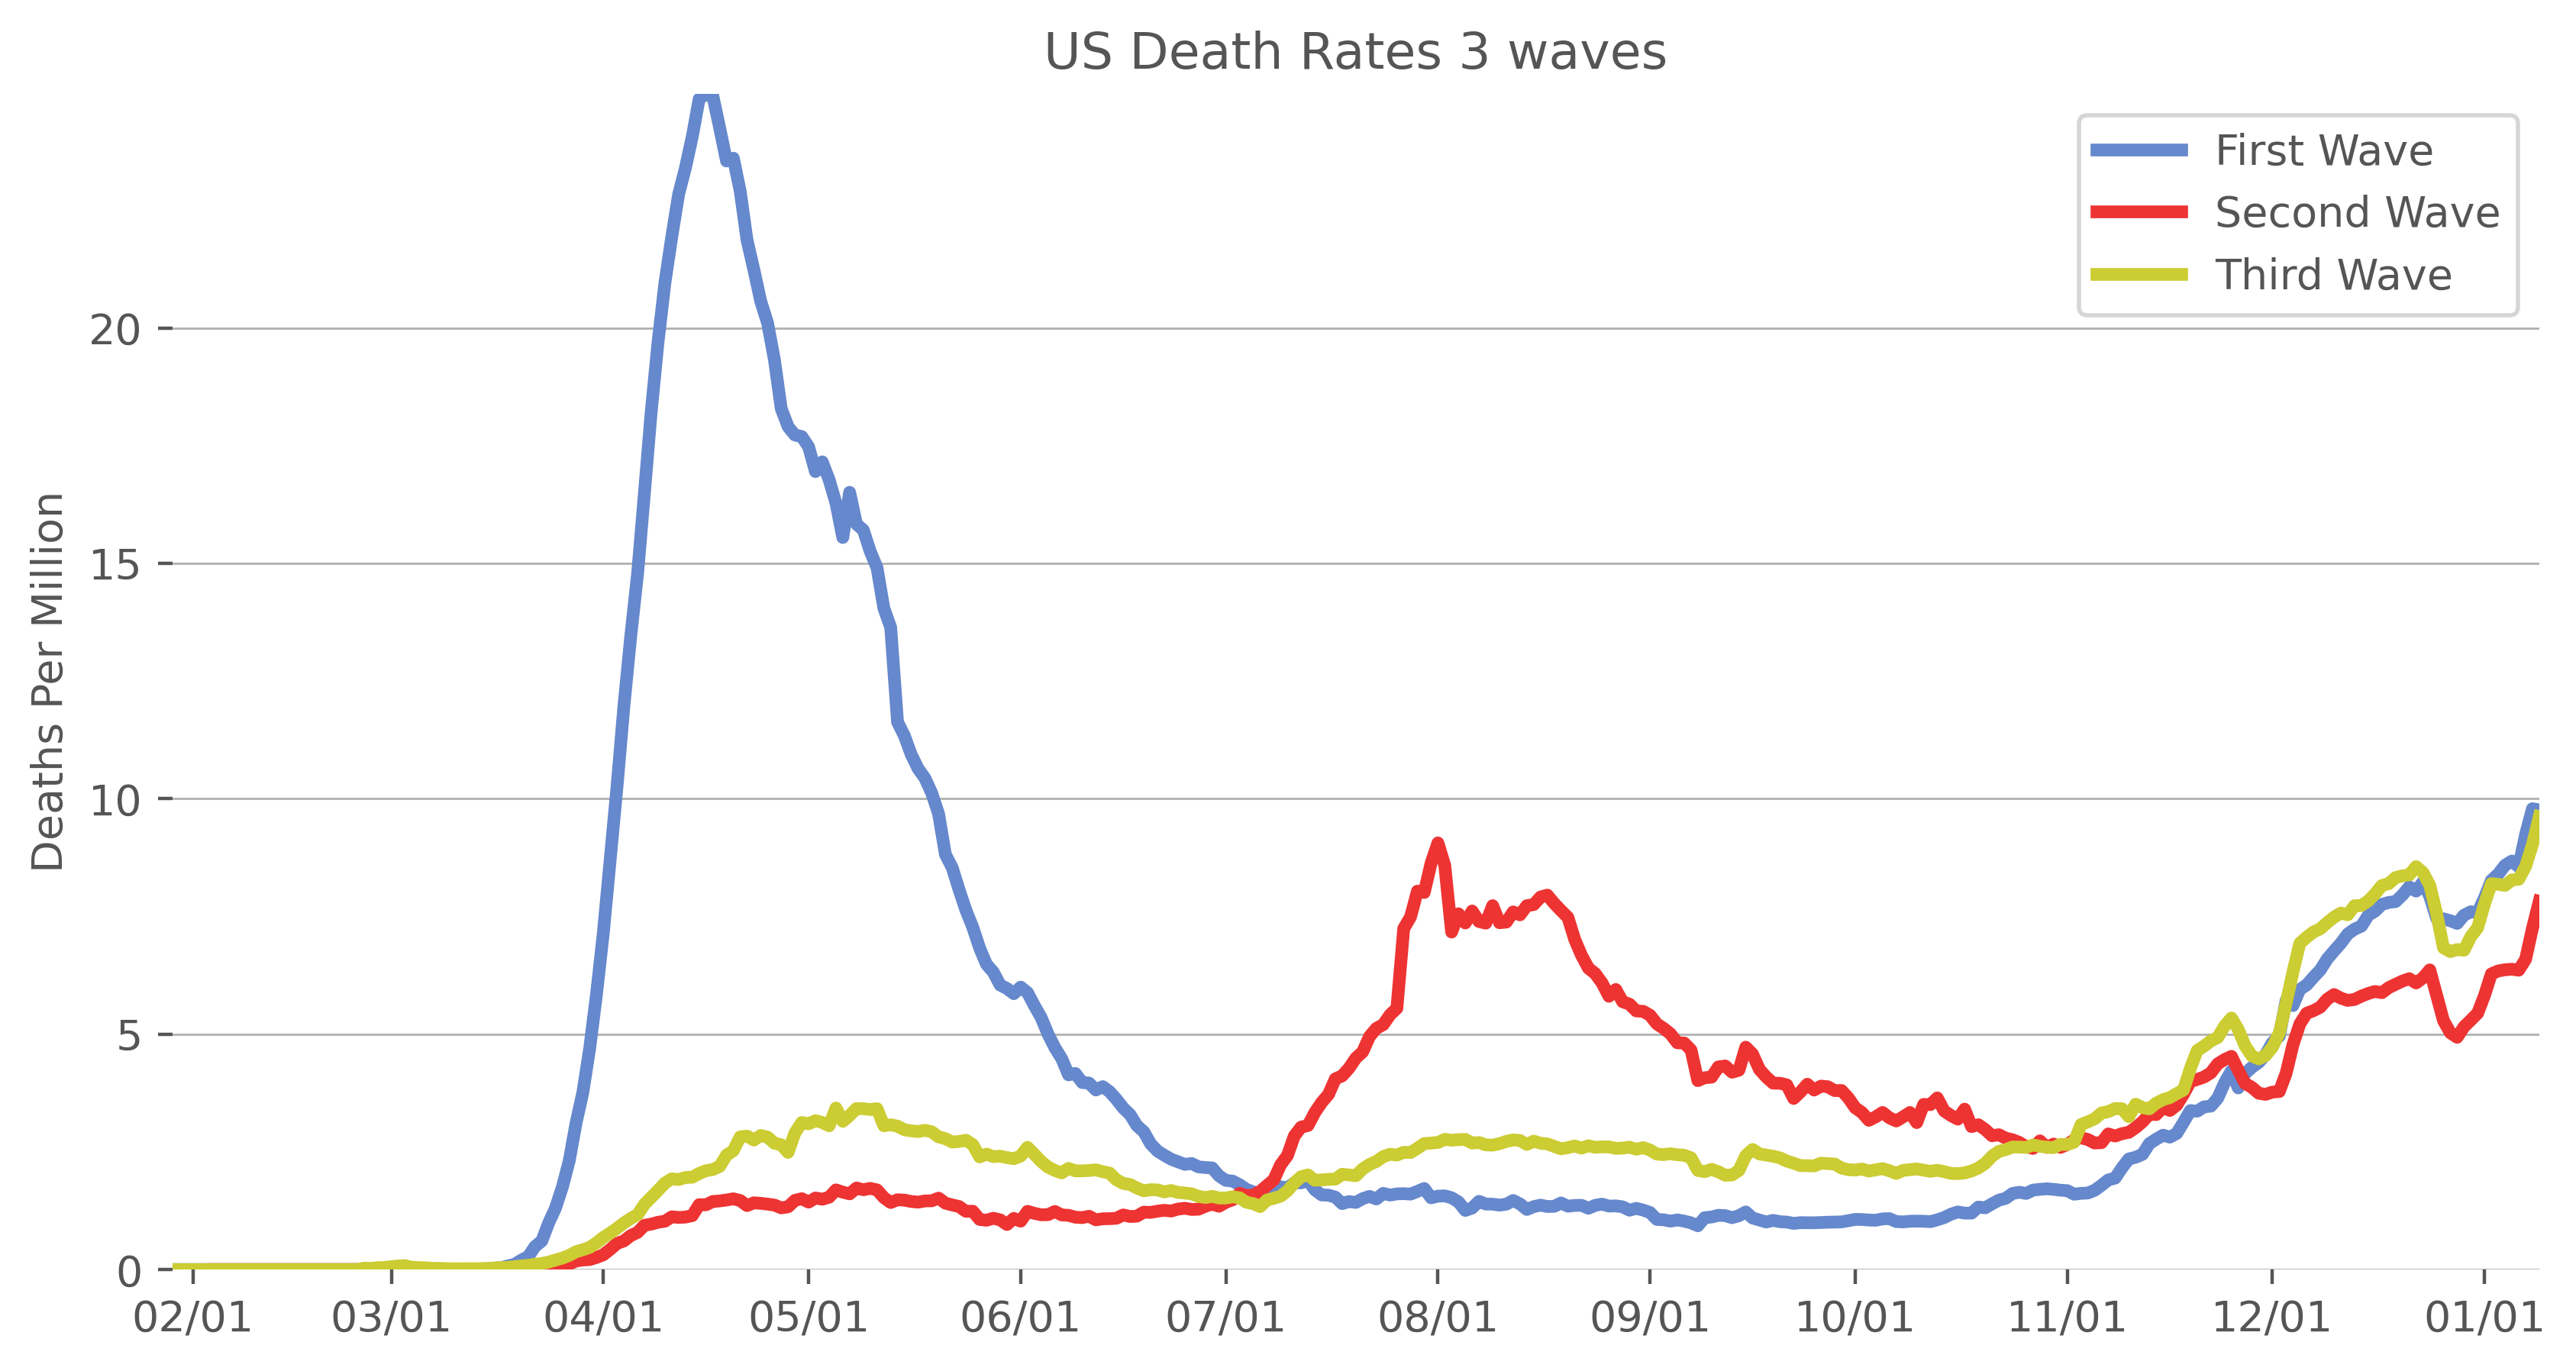 US Death Rates 3 waves
First Wave
Second Wave
Third Wave
Deaths Per Million
20
15
10
5
0
02/01 03/01 04/01 05/01 06/01 07/01 08/01 09/01 10/01 11/01 12/01 01/01